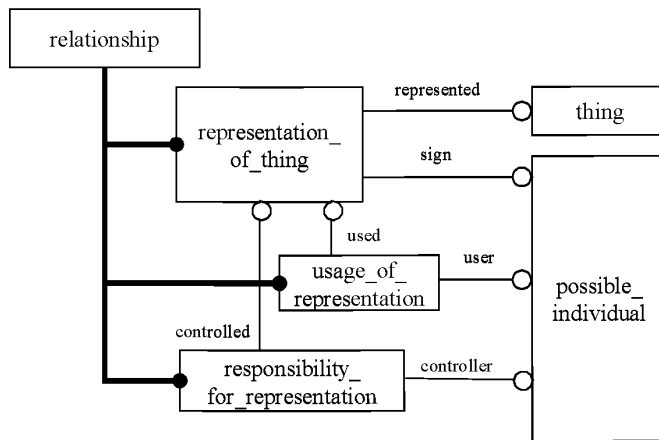 relationship
represented
thing
representation_
of_thing
sign
used
usage_of_
representation
user
possible_
individual
controlled
responsibility_
for_representation
controller